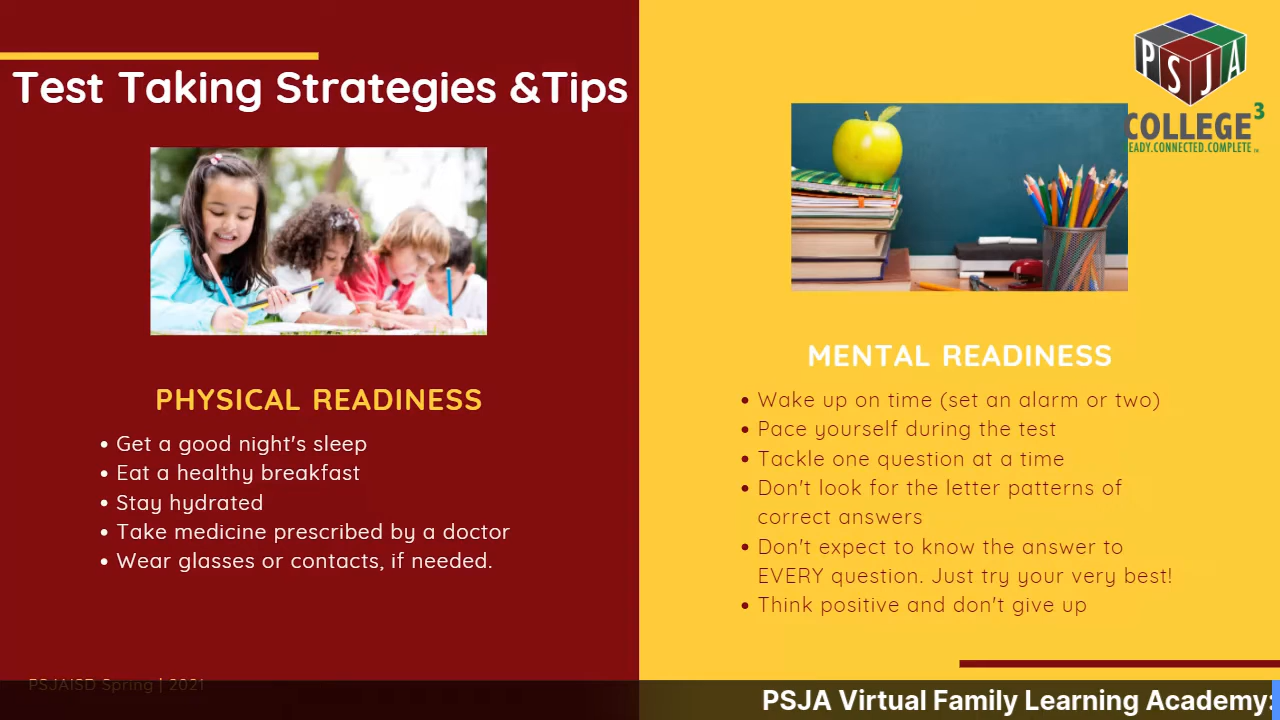 Test Taking Strategies &Tips
PHYSICAL READINESS
• Get a good night's sleep
• Eat a healthy breakfast
• Stay hydrated
• Take medicine prescribed by a doctor
• Wear glasses or contacts, if needed.
PSJAISD Spring | 2021
PSJA
COLLEGE³
EADY.CONNECTED.COMPLETE™
MENTAL READINESS
• Wake up on time (set an alarm or two)
• Pace yourself during the test
• Tackle one question at a time
• Don't look for the letter patterns of
correct answers
• Don't expect to know the answer to
EVERY question. Just try your very best!
• Think positive and don't give up
PSJA Virtual Family Learning Academy: